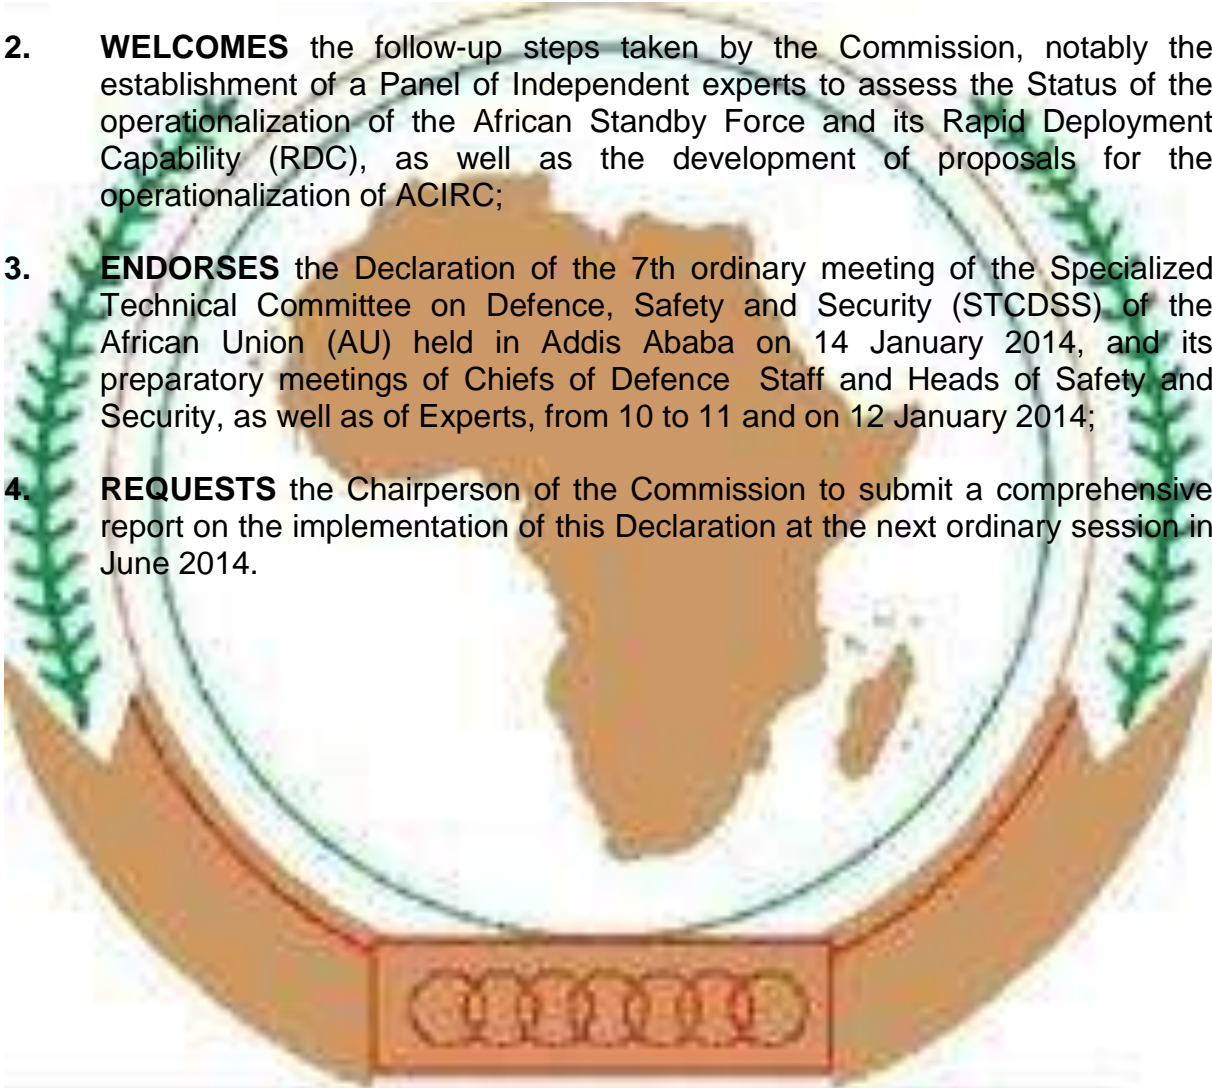 2. WELCOMES the follow-up steps taken by the Commission, notably the
establishment of a Panel of Independent experts to assess the Status of the
operationalization of the African Standby Force and its Rapid Deployment
Capability (RDC), as well as the development of proposals for the
operationalization of ACIRC;
3. ENDORSES the Declaration of the 7th ordinary meeting of the Specialized
Technical Committee on Defence, Safety and Security (STCDSS) of the
African Union (AU) held in Addis Ababa on 14 January 2014, and its
preparatory meetings of Chiefs of Defence Staff and Heads of Safety and
Security, as well as of Experts, from 10 to 11 and on 12 January 2014;
4. REQUESTS the Chairperson of the Commission to submit a comprehensive
report on the implementation of this Declaration at the next ordinary session in
June 2014.